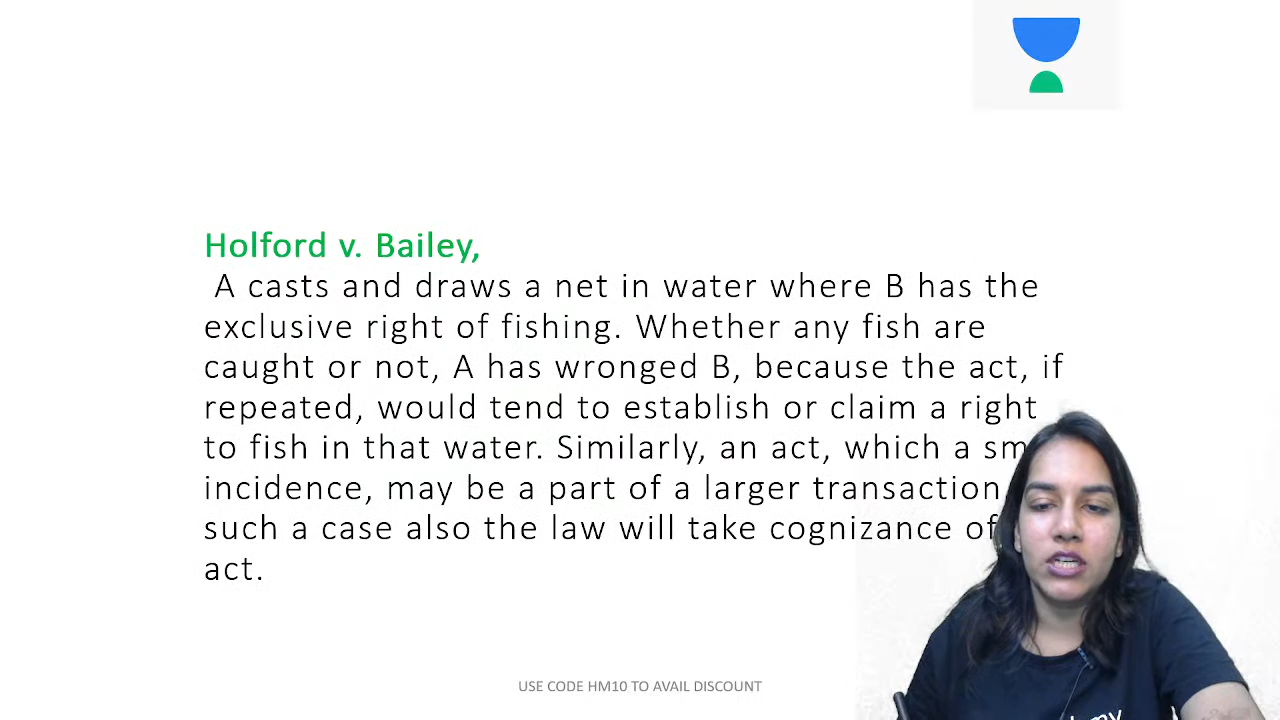 Holford v. Bailey,
A casts and draws a net in water where B has the
exclusive right of fishing. Whether any fish are
caught or not, A has wronged B, because the act, if
repeated, would tend to establish or claim a right
to fish in that water. Similarly, an act, which a
incidence, may be a part of a larger transaction
such a case also the law will take cognizance of
act.
USE CODE HM10 TO AVAIL DISCOUNT